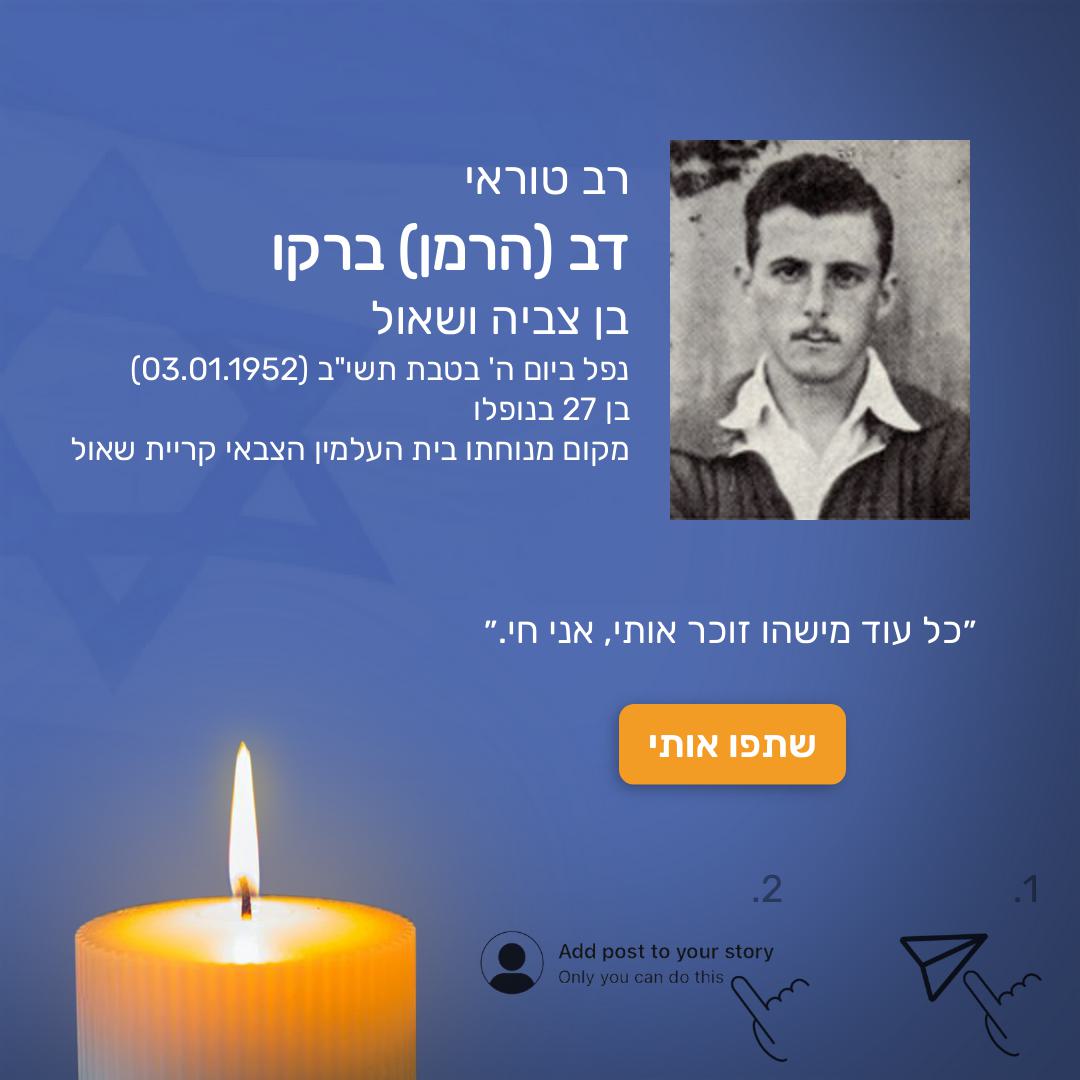 רב טוראי
דב (הרמן) ברקו
בן צביה ושאול
נפל ביום ה' בטבת תשי"ב (03.01.1952)
בן 27 בנופלו
מקום מנוחתו בית העלמין הצבאי קריית שאול
״כל עוד מישהו זוכר אותי, אני חי.״
שתפו אותי
.1
.2
Add post to your story
Only you can do this